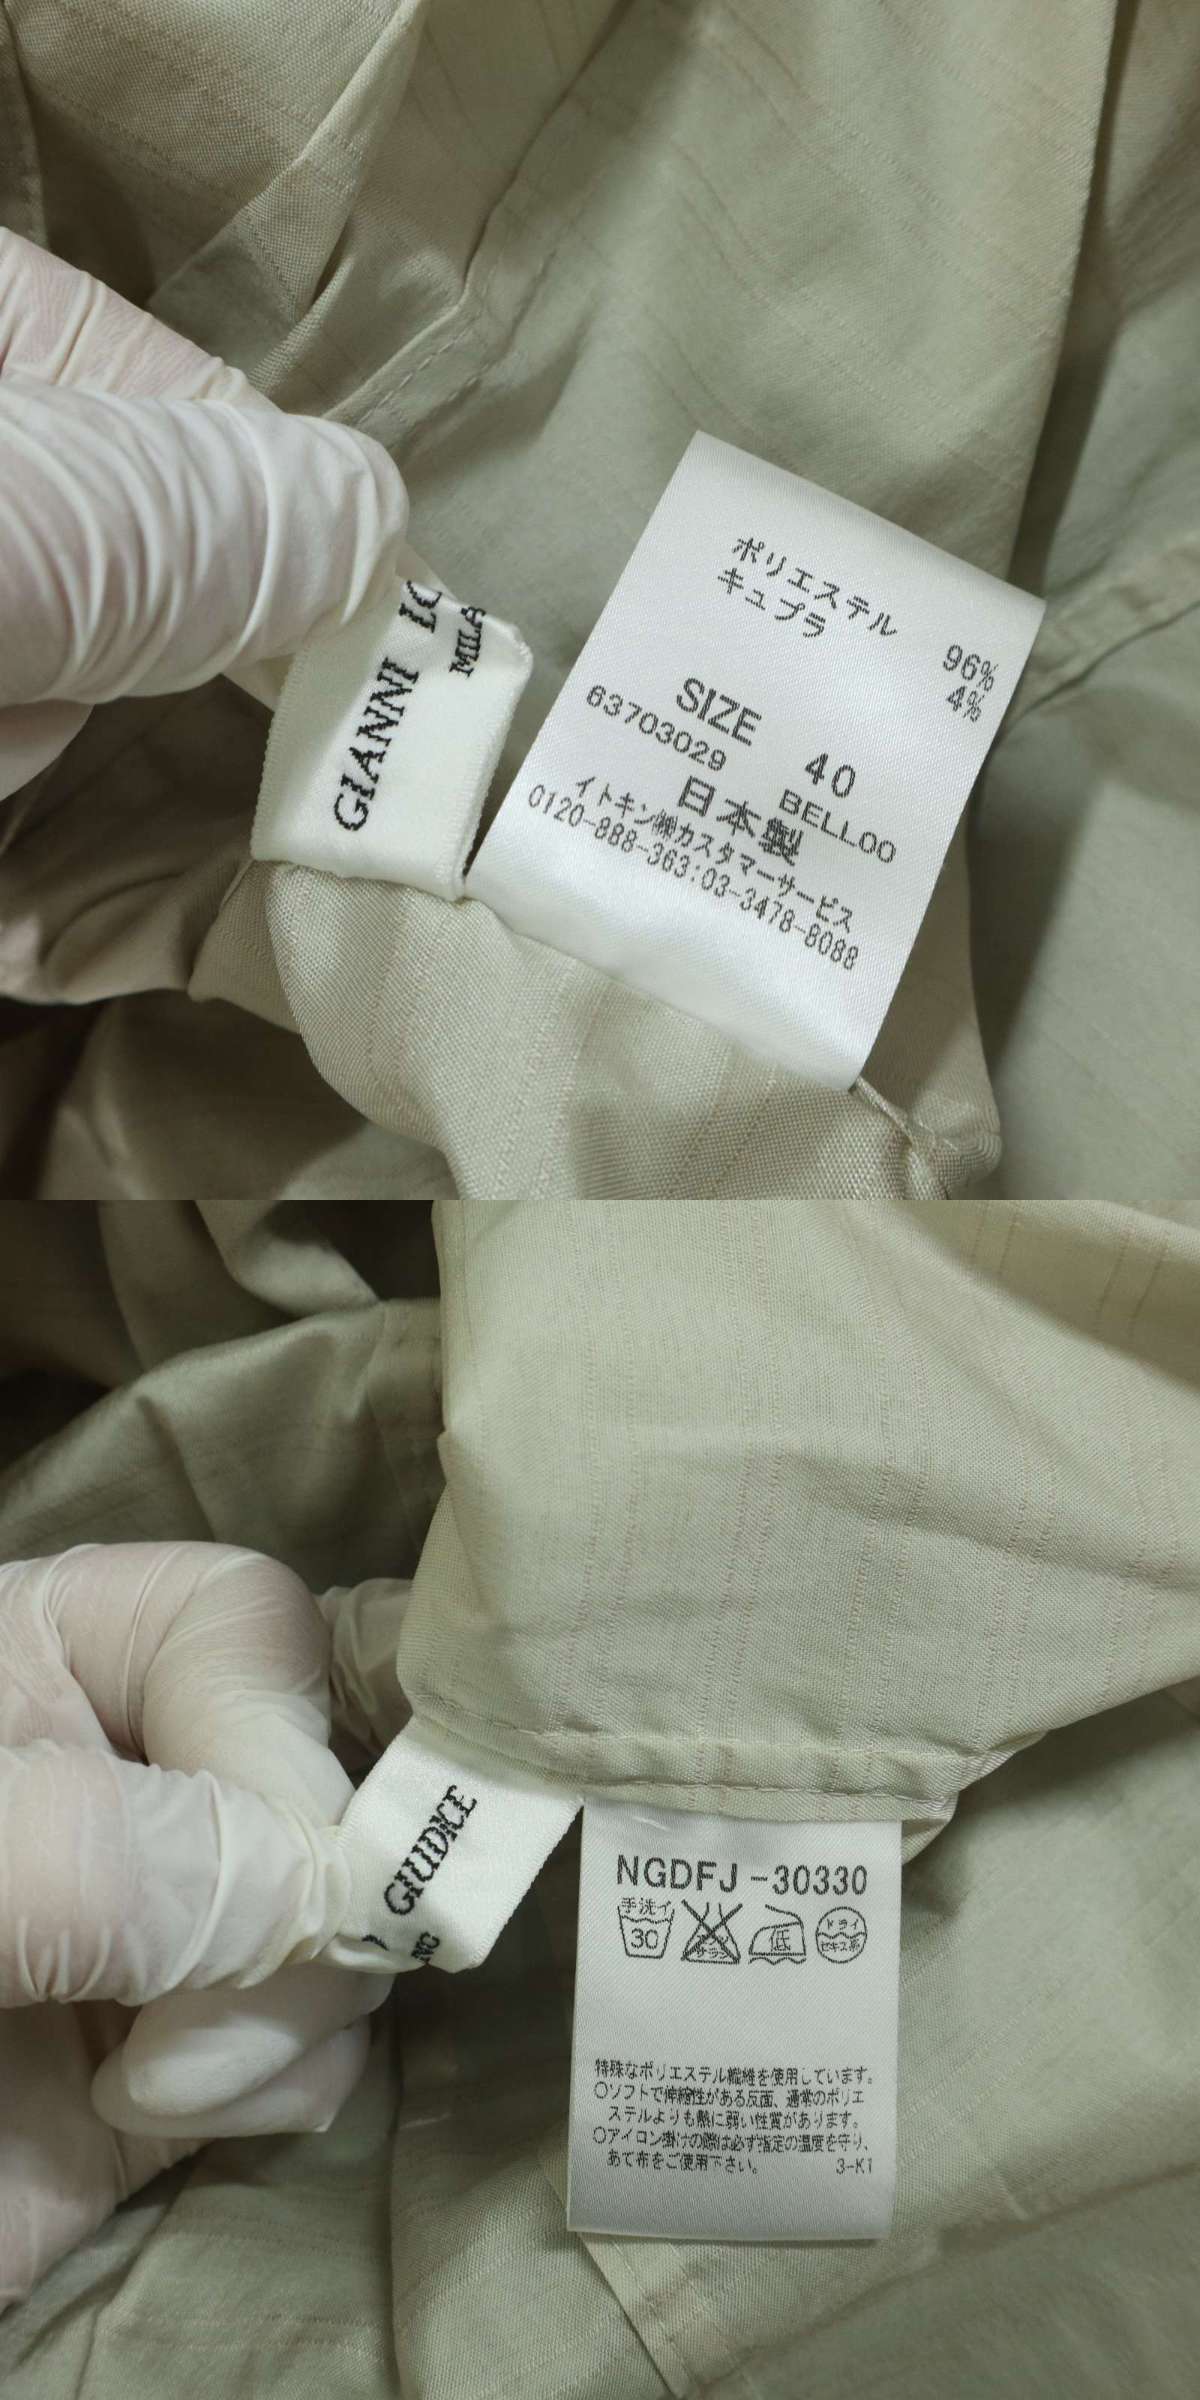 GIANNI LO
MILA
ポリエステル 96%
キュプラ 4%
SIZE 40
63703029 BELLOO
日本製
イトキン㈱カスタマーサービス
0120-888-363:03-3478-8088
GIUDICE
NG
NGDFJ-30330
手洗イ
30
低
ドライ
セキユ系
特殊なポリエステル繊維を使用しています。
○ソフトで伸縮性がある反面、通常のポリエ
ステルよりも熱に弱い性質があります。
○アイロン掛けの際は必ず指定の温度を守り、
あて布をご使用下さい。 3-K1